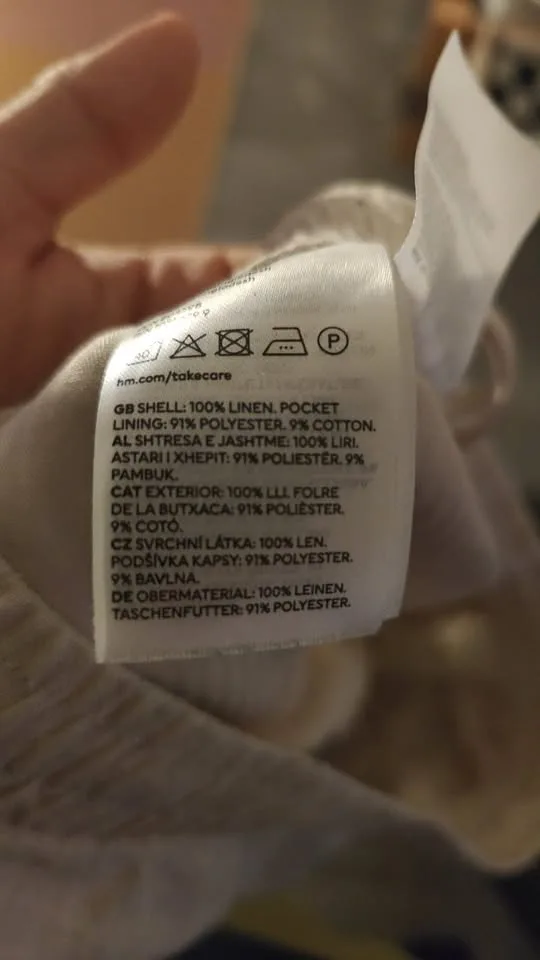 40
P
hm.com/takecare
GB SHELL: 100% LINEN. POCKET
LINING: 91% POLYESTER. 9% COTTON.
AL SHTRESA E JASHTME: 100% LIRI.
ASTARI I XHEPIT: 91% POLIESTËR. 9%
PAMBUK.
CAT EXTERIOR: 100% LLI. FOLRE
DE LA BUTXACA: 91% POLIÈSTER.
9% COTÓ.
CZ SVRCHNÍ LÁTKA: 100% LEN.
PODŠÍVKA KAPSY: 91% POLYESTER.
9% BAVLNA.
DE OBERMATERIAL: 100% LEINEN.
TASCHENFUTTER: 91% POLYESTER.